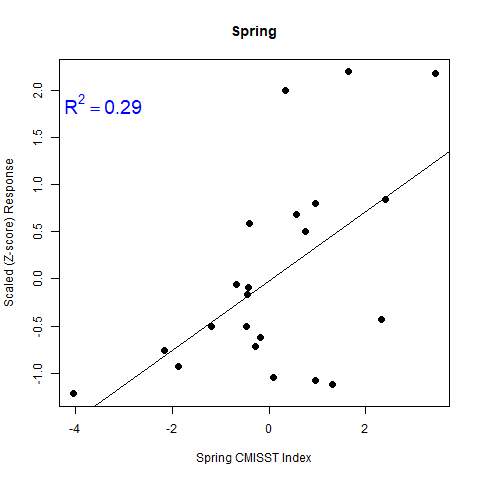 Spring
R² = 0.29
Scaled (Z-score) Response
2.0
1.5
1.0
0.5
0.0
-0.5
-1.0
-4
-2
0
2
Spring CMISST Index